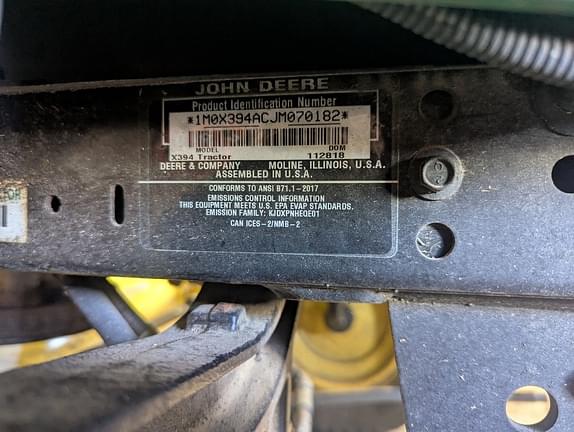 JOHN DEERE
Product Identification Number
*1M0X394ACJM070182*
MODEL DOM
X394 Tractor 112818
DEERE & COMPANY MOLINE, ILLINOIS, U.S.A.
ASSEMBLED IN U.S.A.
CONFORMS TO ANSI B71.1-2017
EMISSIONS CONTROL INFORMATION
THIS EQUIPMENT MEETS U.S. EPA EVAP STANDARDS.
EMISSION FAMILY: KJDXPNHEQE01
CAN ICES-2/NMB-2